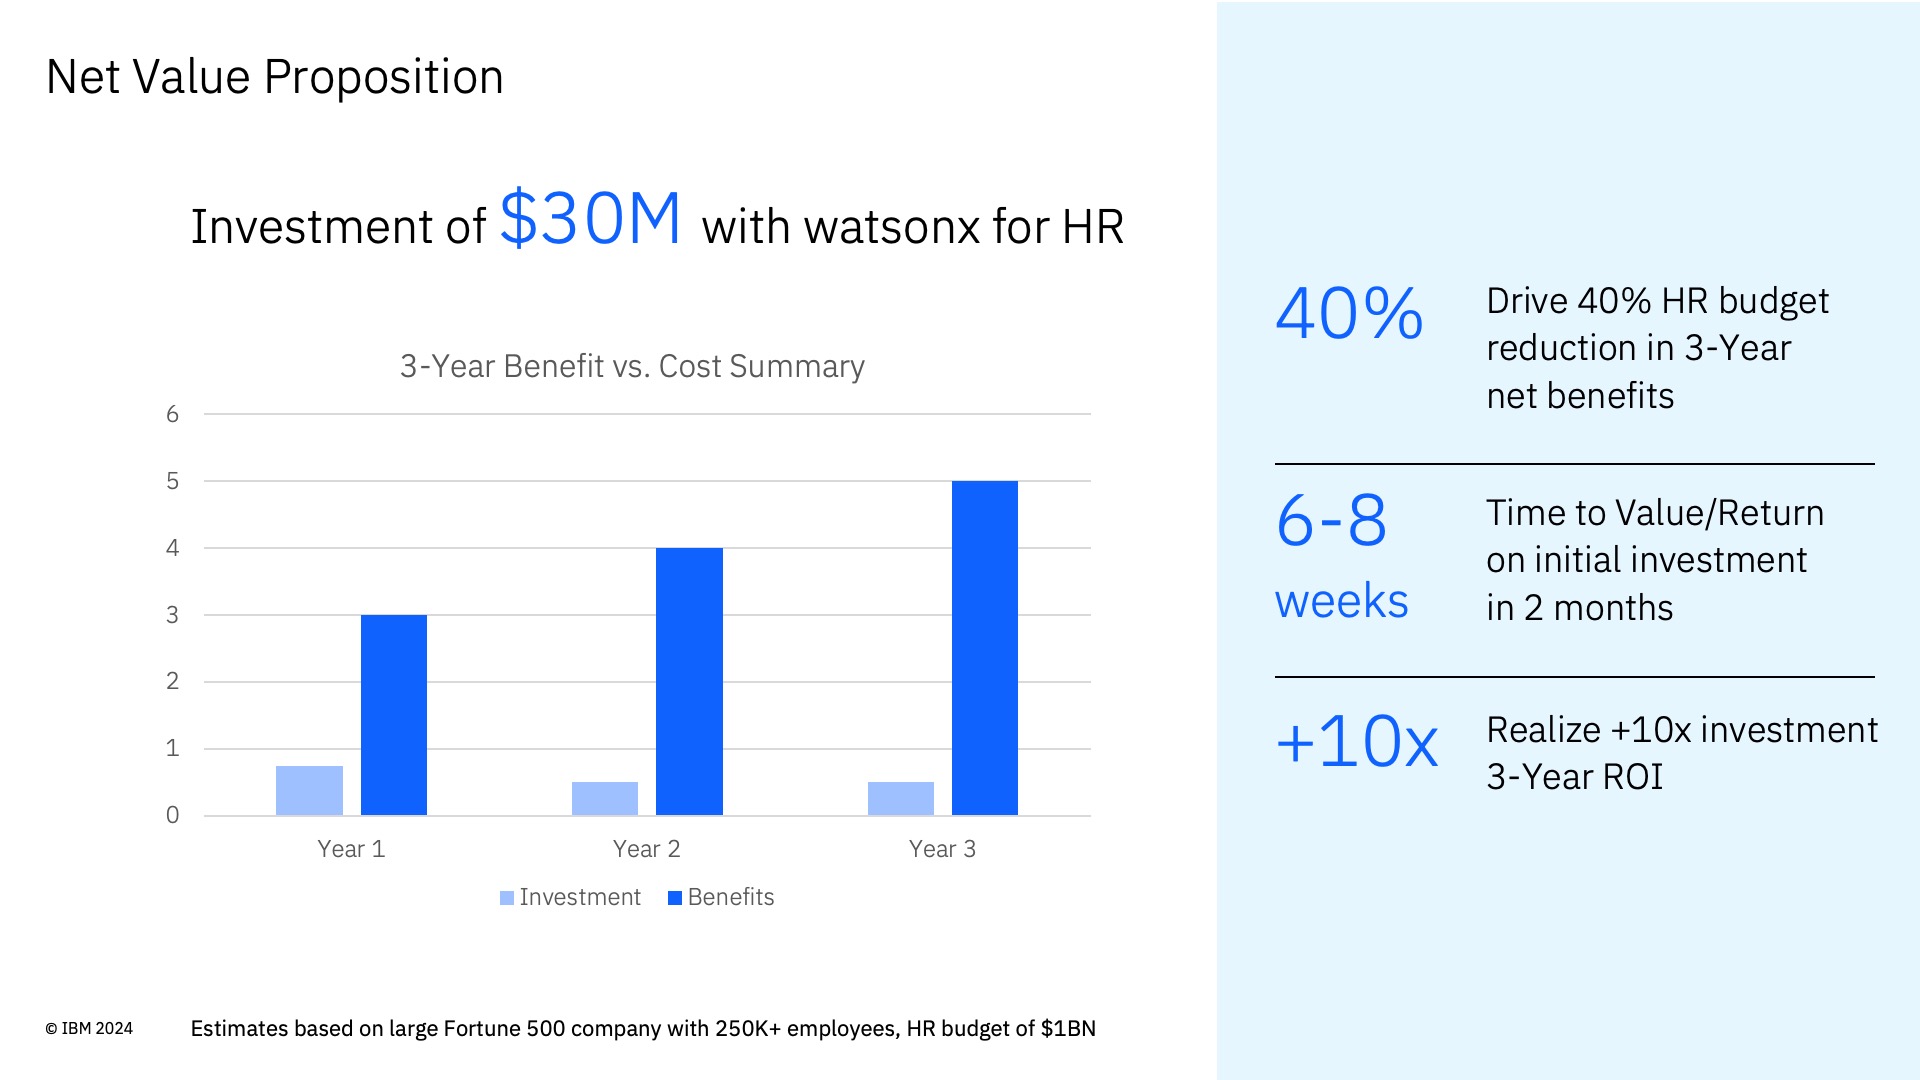 Net Value Proposition
Investment of $30M with watsonx for HR
3-Year Benefit vs. Cost Summary
6
5
4
3
2
1
0
Year 1 Year 2 Year 3
Investment Benefits
© IBM 2024 Estimates based on large Fortune 500 company with 250K+ employees, HR budget of $1BN
40%
Drive 40% HR budget
reduction in 3-Year
net benefits
6-8
weeks
Time to Value/Return
on initial investment
in 2 months
+10x
Realize +10x investment
3-Year ROI